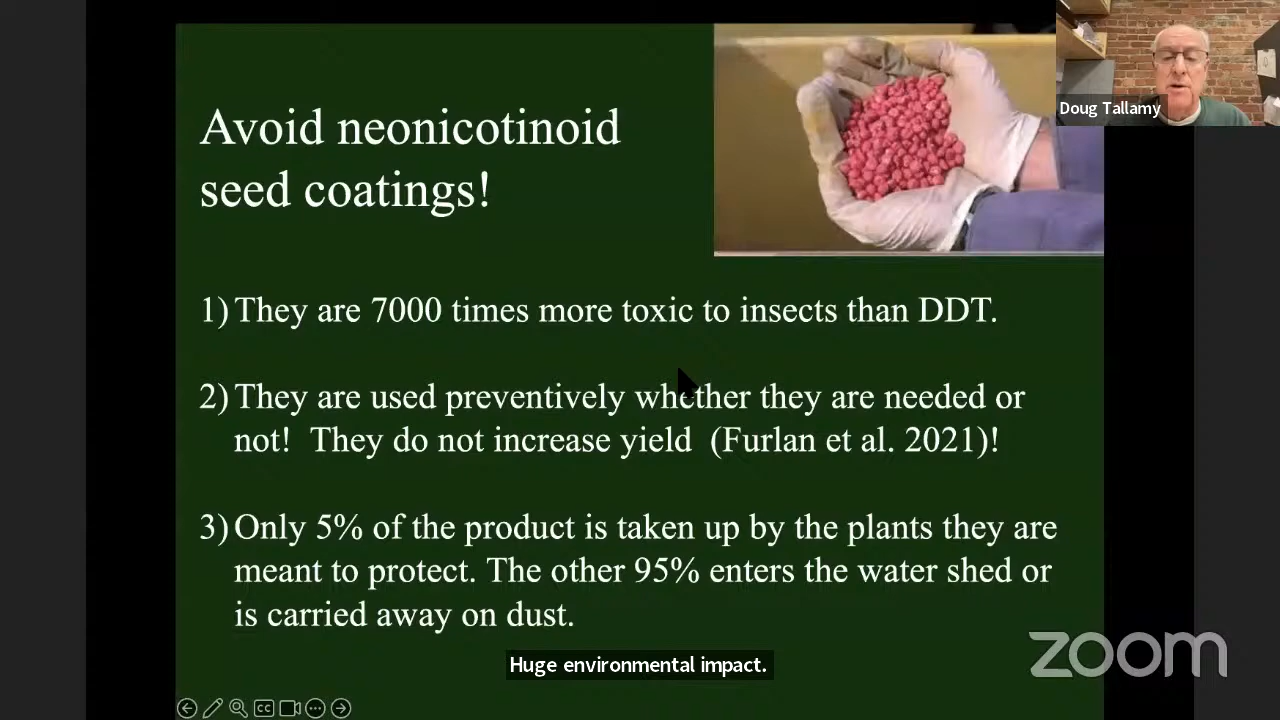 Avoid neonicotinoid
seed coatings!
Doug Tallamy
1) They are 7000 times more toxic to insects than DDT.
2) They are used preventively whether they are needed or
not!  They do not increase yield  (Furlan et al. 2021)!
3) Only 5% of the product is taken up by the plants they are
meant to protect. The other 95% enters the water shed or
is carried away on dust.
Huge environmental impact.
zoom
CC